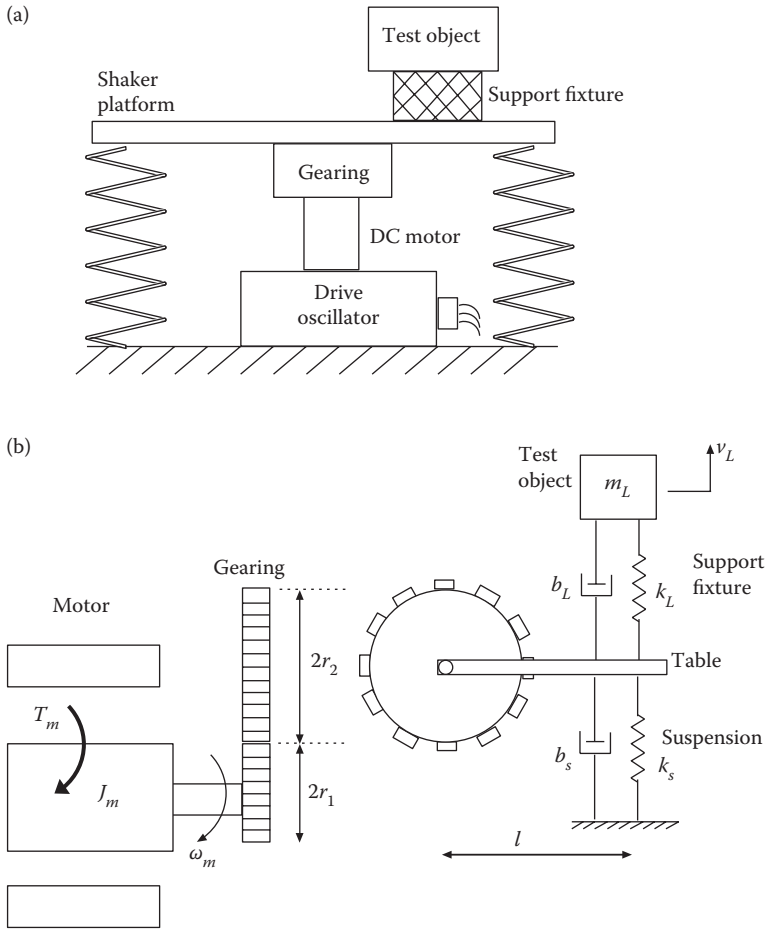 (a)
Test object
Shaker
platform
Support fixture
Gearing
DC motor
Drive
oscillator
(b)
Test
object
m_L
ν_L
Gearing
Motor
b_L
k_L
Support
fixture
2r_2
Table
T_m
J_m
b_s
k_s
Suspension
2r_1
ω_m
l